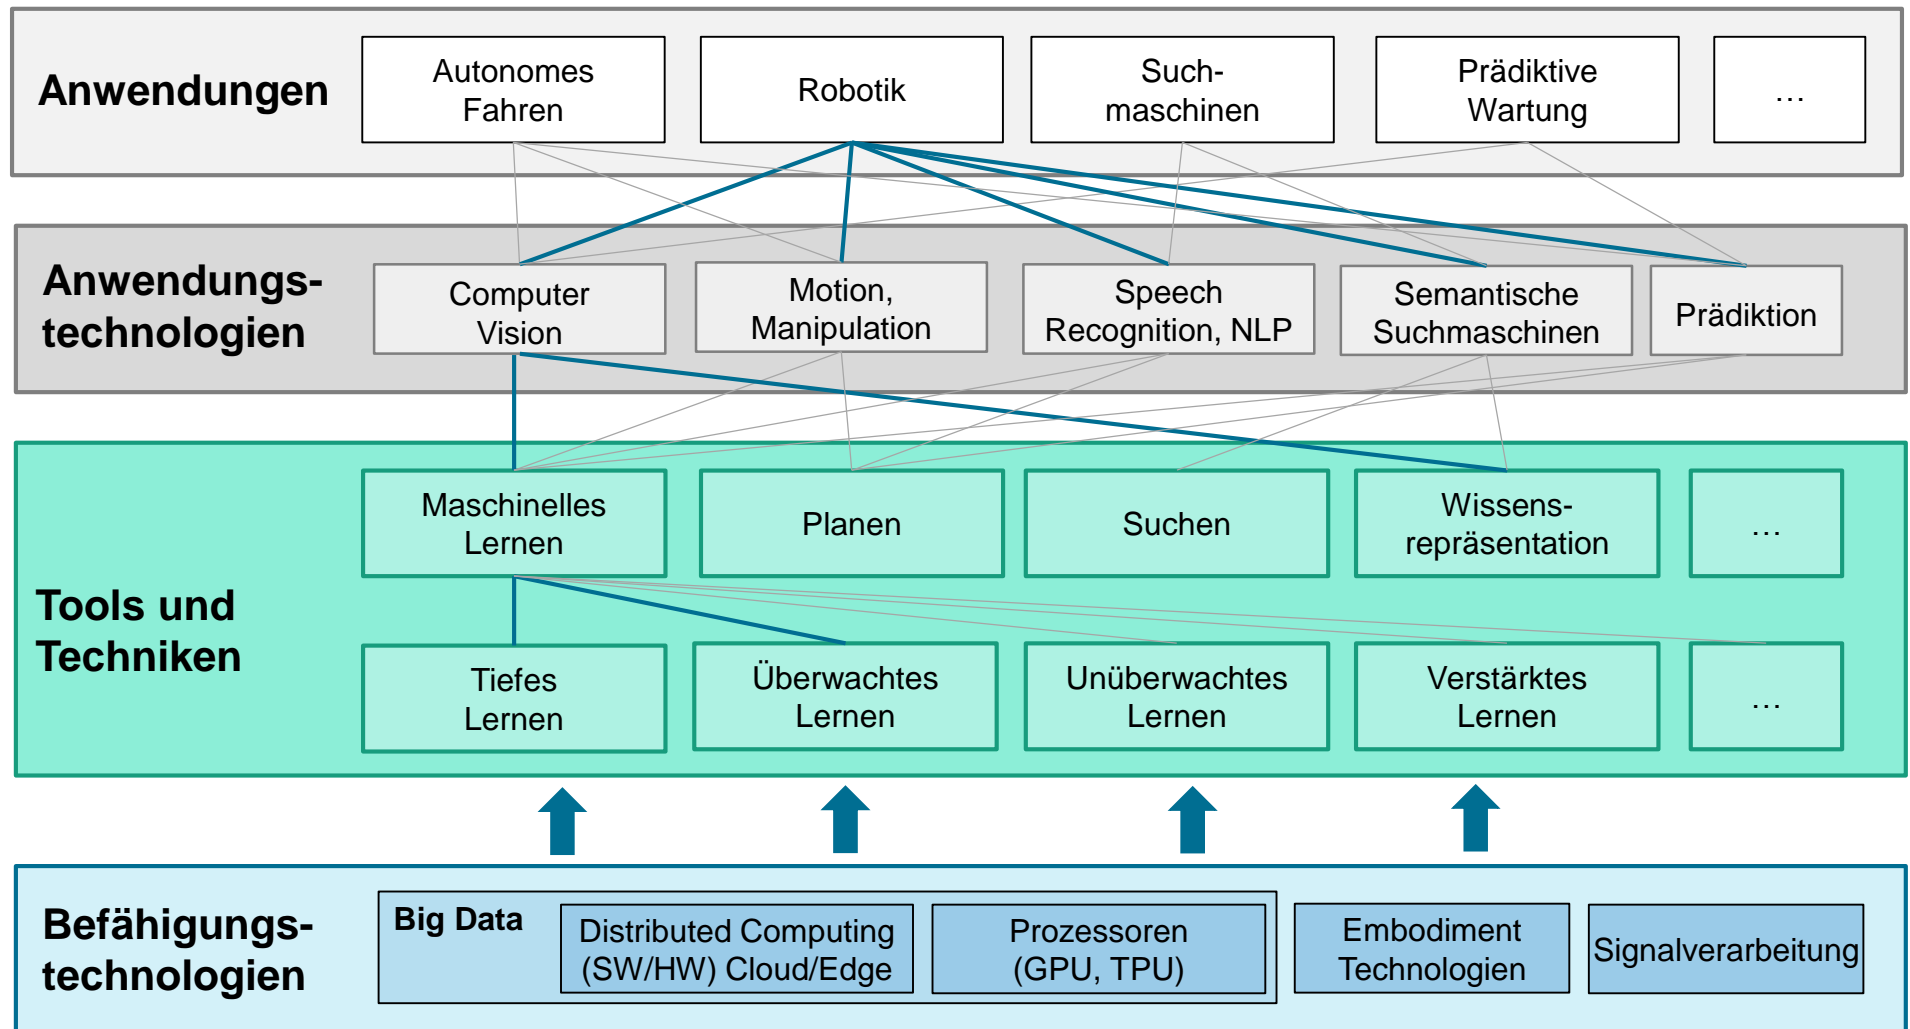 Anwendungen
Autonomes
Fahren
Robotik
Such-
maschinen
Prädiktive
Wartung
…
Anwendungs-
technologien
Computer
Vision
Motion,
Manipulation
Speech
Recognition, NLP
Semantische
Suchmaschinen
Prädiktion
Tools und
Techniken
Maschinelles
Lernen
Planen
Suchen
Wissens-
repräsentation
…
Tiefes
Lernen
Überwachtes
Lernen
Unüberwachtes
Lernen
Verstärktes
Lernen
…
Befähigungs-
technologien
Big Data
Distributed Computing
(SW/HW) Cloud/Edge
Prozessoren
(GPU, TPU)
Embodiment
Technologien
Signalverarbeitung